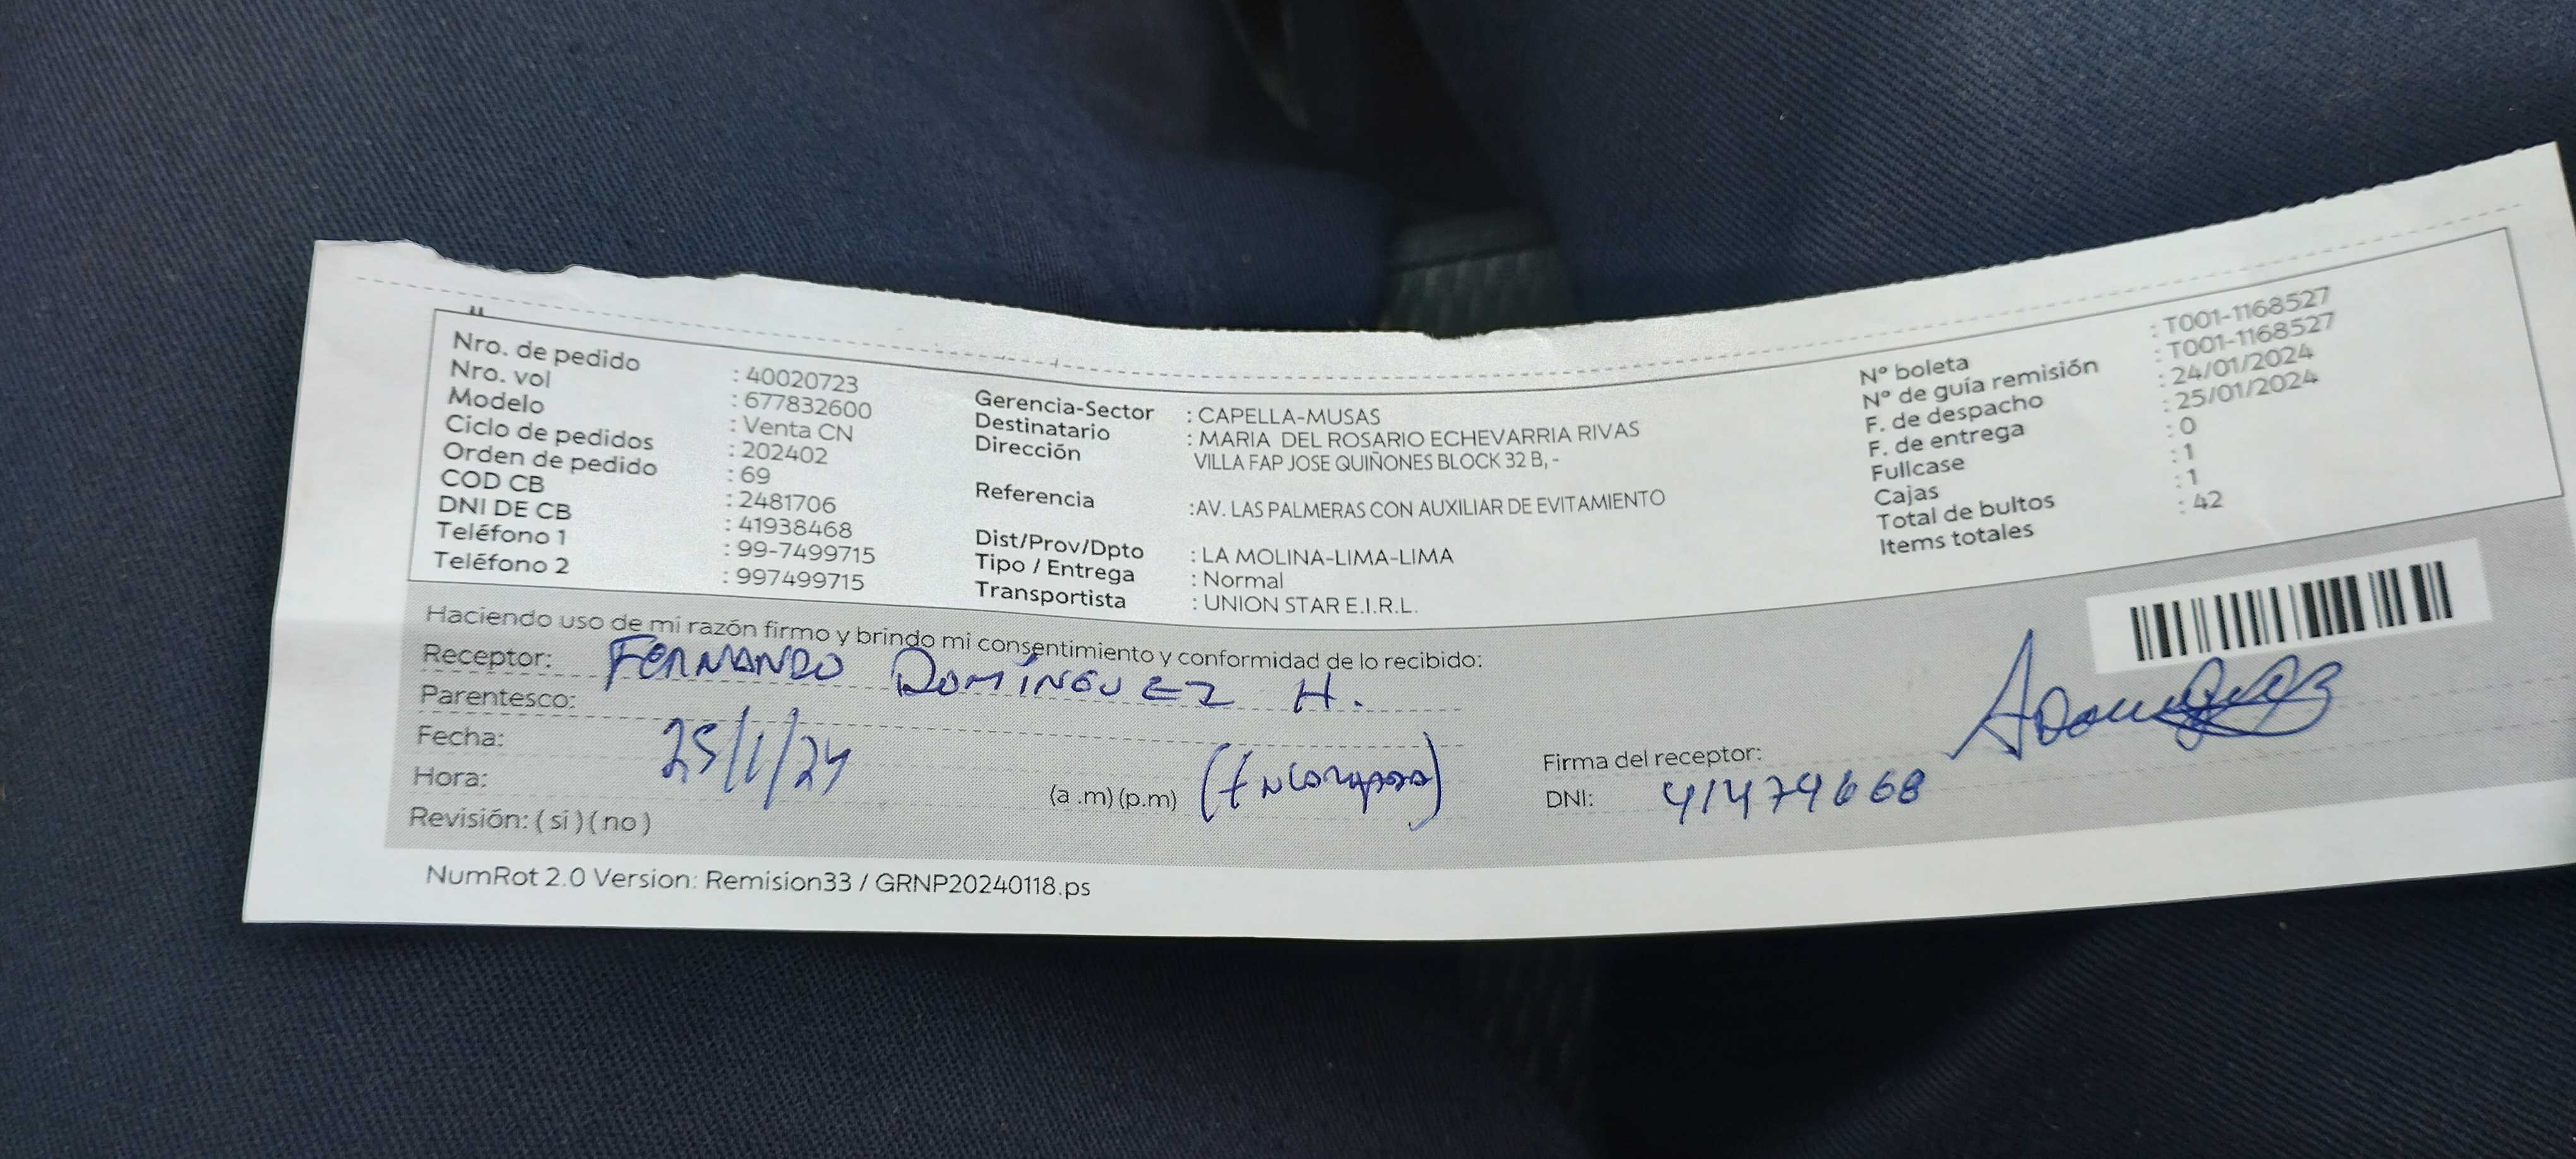 Nro. de pedido : 40020723
Nro. vol : 677832600
Modelo : Venta CN
Ciclo de pedidos : 202402
Orden de pedido : 69
COD CB : 2481706
DNI DE CB : 41938468
Teléfono 1 : 99-7499715
Teléfono 2 : 997499715
Gerencia-Sector : CAPELLA-MUSAS
Destinatario : MARIA DEL ROSARIO ECHEVARRIA RIVAS
Dirección VILLA FAP JOSE QUIÑONES BLOCK 32 B, -
Referencia :AV. LAS PALMERAS CON AUXILIAR DE EVITAMIENTO
Dist/Prov/Dpto : LA MOLINA-LIMA-LIMA
Tipo / Entrega : Normal
Transportista : UNION STAR E.I.R.L.
N° boleta : T001-1168527
N° de guía remisión : T001-1168527
F. de despacho : 24/01/2024
F. de entrega : 25/01/2024
Fullcase : 0
Cajas : 1
Total de bultos : 1
Items totales : 42
Haciendo uso de mi razón firmo y brindo mi consentimiento y conformidad de lo recibido:
Receptor: FERNANDO DOMÍNGUEZ H.
Parentesco:
Fecha: 25/1/24
Hora: (a .m) (p.m)
Revisión: ( si ) ( no )
Firma del receptor:
DNI: 41474668
NumRot 2.0 Version: Remision33 / GRNP20240118.ps